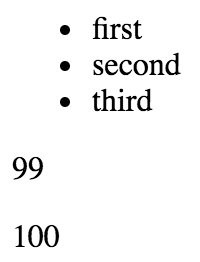 • first
• second
• third
99
100